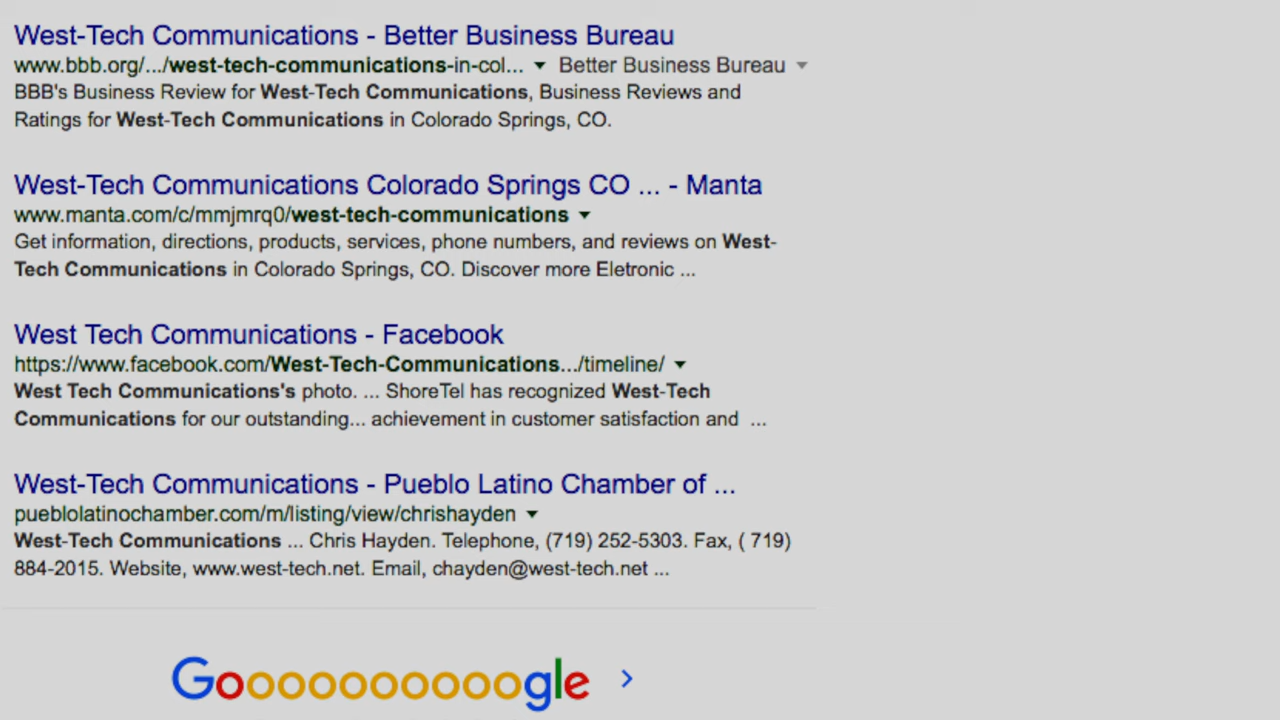 West-Tech Communications - Better Business Bureau
www.bbb.org/.../west-tech-communications-in-col... ▼ Better Business Bureau ▼
BBB's Business Review for West-Tech Communications, Business Reviews and
Ratings for West-Tech Communications in Colorado Springs, CO.
West-Tech Communications Colorado Springs CO ... - Manta
www.manta.com/c/mmjmrq0/west-tech-communications ▼
Get information, directions, products, services, phone numbers, and reviews on West-
Tech Communications in Colorado Springs, CO. Discover more Eletronic ...
West Tech Communications - Facebook
https://www.facebook.com/West-Tech-Communications.../timeline/ ▼
West Tech Communications's photo. ... ShoreTel has recognized West-Tech
Communications for our outstanding... achievement in customer satisfaction and ...
West-Tech Communications - Pueblo Latino Chamber of ...
pueblolatinochamber.com/m/listing/view/chrishayden ▼
West-Tech Communications ... Chris Hayden. Telephone, (719) 252-5303. Fax, ( 719)
884-2015. Website, www.west-tech.net. Email, chayden@west-tech.net ...
Goooooooooogle >